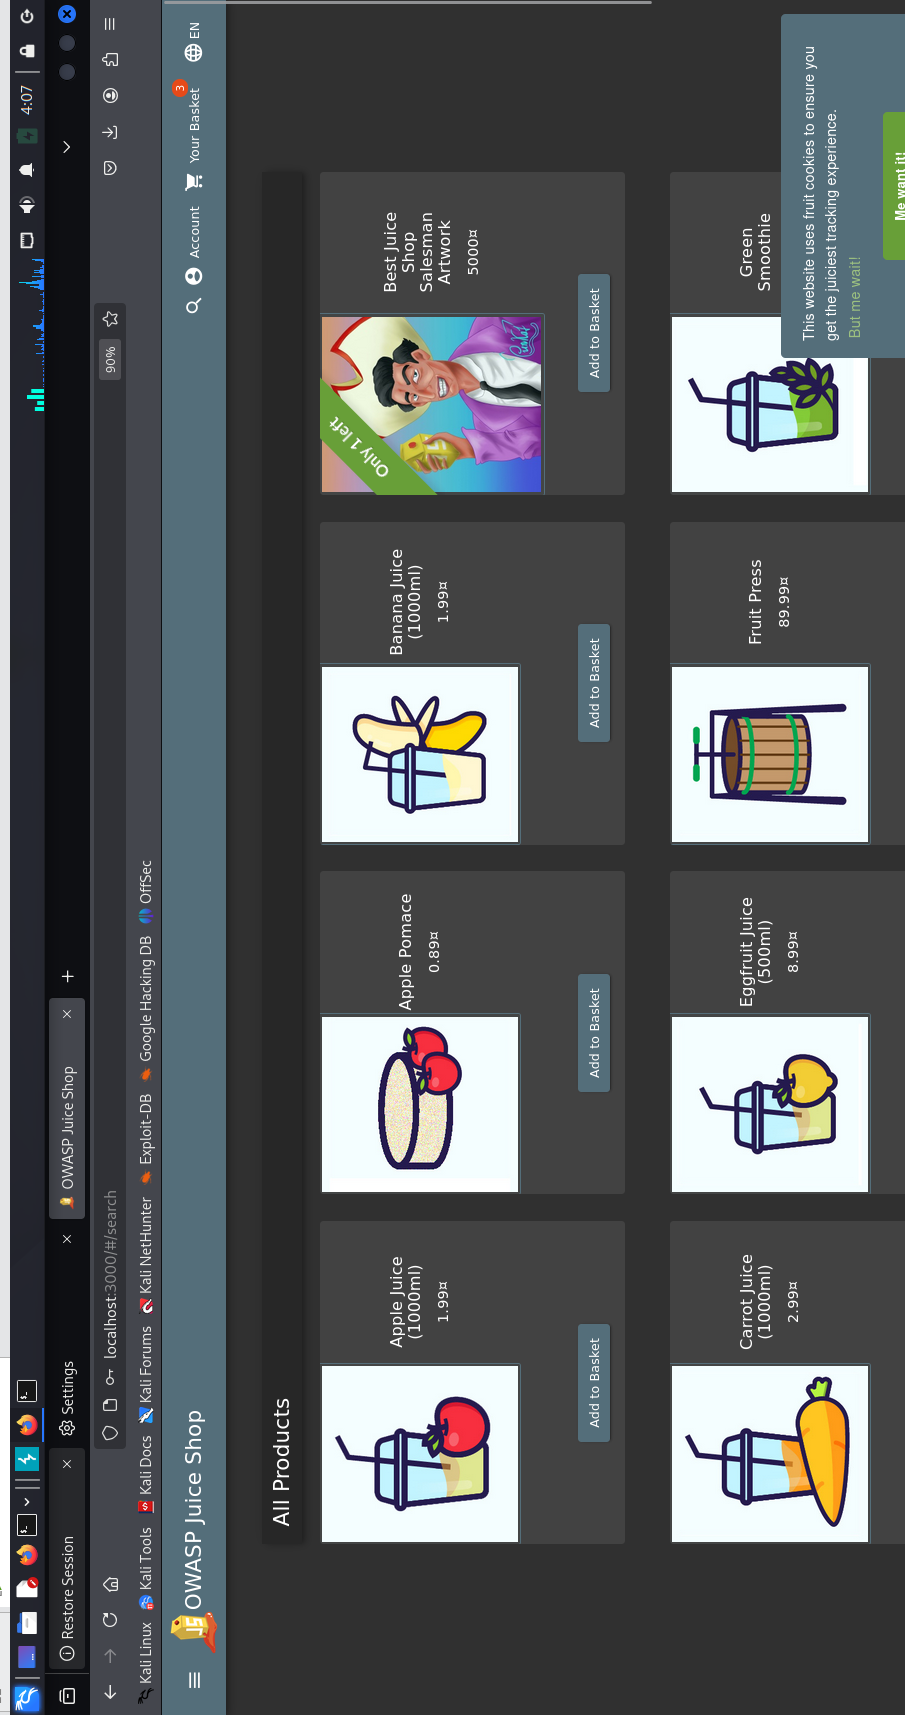 4:07
Restore Session
Settings
OWASP Juice Shop
localhost:3000/#/search
90%
Kali Linux
Kali Tools
Kali Docs
Kali Forums
Kali NetHunter
Exploit-DB
Google Hacking DB
OffSec
OWASP Juice Shop
Account
Your Basket
3
EN
All Products
Apple Juice
(1000ml)
1.99¤
Add to Basket
Apple Pomace
0.89¤
Add to Basket
Banana Juice
(1000ml)
1.99¤
Add to Basket
Only 1 left
Best Juice
Shop
Salesman
Artwork
5000¤
Add to Basket
Carrot Juice
(1000ml)
2.99¤
Eggfruit Juice
(500ml)
8.99¤
Fruit Press
89.99¤
Green
Smoothie
This website uses fruit cookies to ensure you
get the juiciest tracking experience.
But me wait!
Me want it!